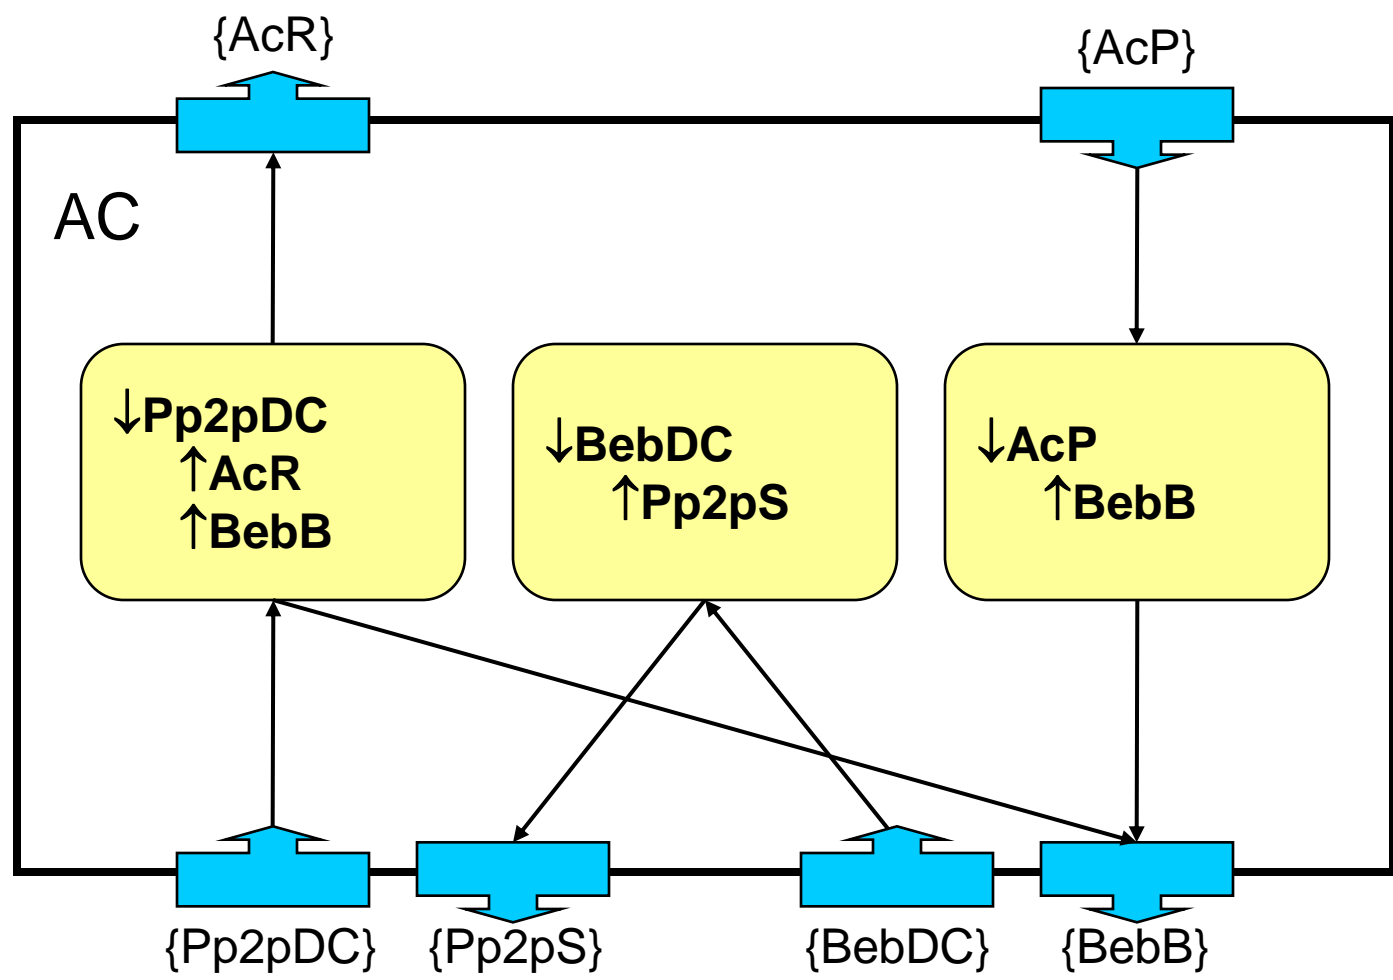 {AcR}
{AcP}
AC
↓Pp2pDC
↑AcR
↑BebB
↓BebDC
↑Pp2pS
↓AcP
↑BebB
{Pp2pDC}
{Pp2pS}
{BebDC}
{BebB}